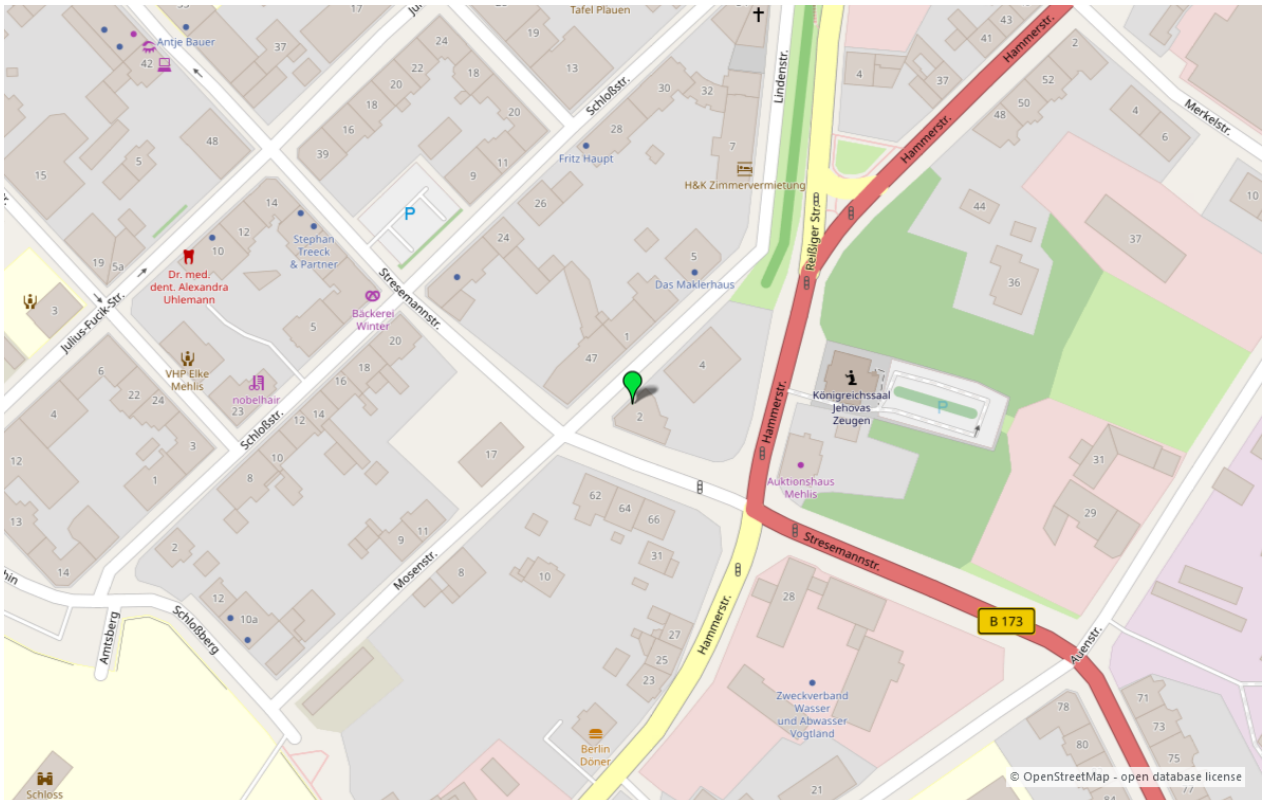 Tafel Plauen
Antje Bauer
37
42
19
13
Schloßstr.
Lindenstr.
43
41
Hammerstr.
2
4
37
52
50
48
4
6
Merkelstr.
22
24
20
18
18
16
20
30
32
28
39
11
9
Fritz Haupt
7
H&K Zimmervermietung
Hammerstr.
48
5
15
10
14
12
10
Stephan
Treeck
& Partner
P
26
24
44
37
Reißiger Str.
19
5a
Dr. med.
dent. Alexandra
Uhlemann
Stresemannstr.
5
Das Maklerhaus
36
3
Julius-Fučík-Str.
Bäckerei
Winter
5
20
1
47
4
VHP Elke
Mehlis
nobelhair
18
16
Königreichssaal
Jehovas
Zeugen
P
Hammerstr.
6
4
22
24
23
14
12
2
3
Schloßstr.
17
12
10
8
1
Auktionshaus
Mehlis
31
29
62
64
66
13
14
2
11
9
31
Stresemannstr.
Mosenstr.
8
10
28
B 173
12
10a
Schloßberg
Amtsberg
27
25
23
Hammerstr.
Auenstr.
Zweckverband
Wasser
und Abwasser
Vogtland
78
80
84
71
73
75
77
Berlin
Döner
21
Schloss
© OpenStreetMap - open database license